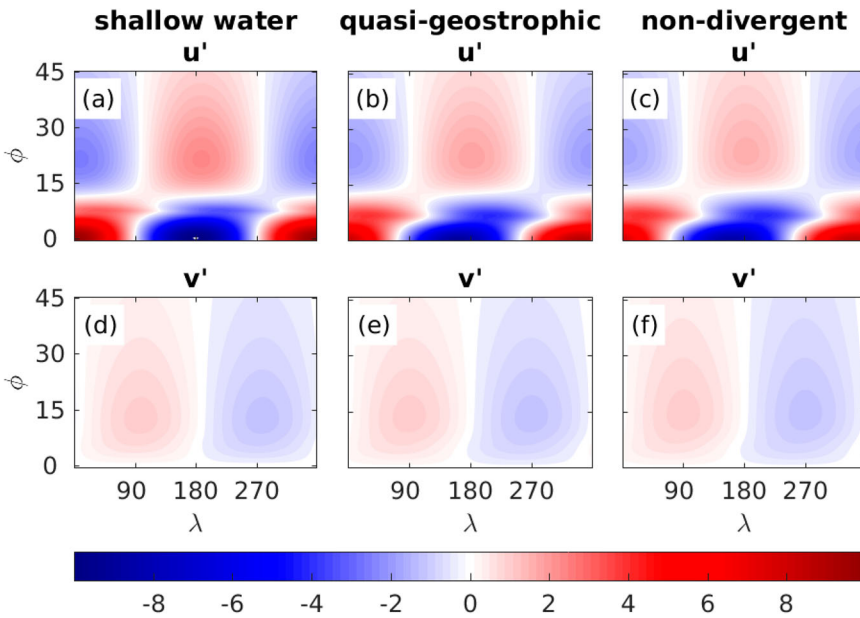 shallow water quasi-geostrophic non-divergent
u' u' u'
45 (a) (b) (c)
30
ϕ
15
0
v' v' v'
45 (d) (e) (f)
30
ϕ
15
0
90 180 270 90 180 270 90 180 270
λ λ λ
-8 -6 -4 -2 0 2 4 6 8